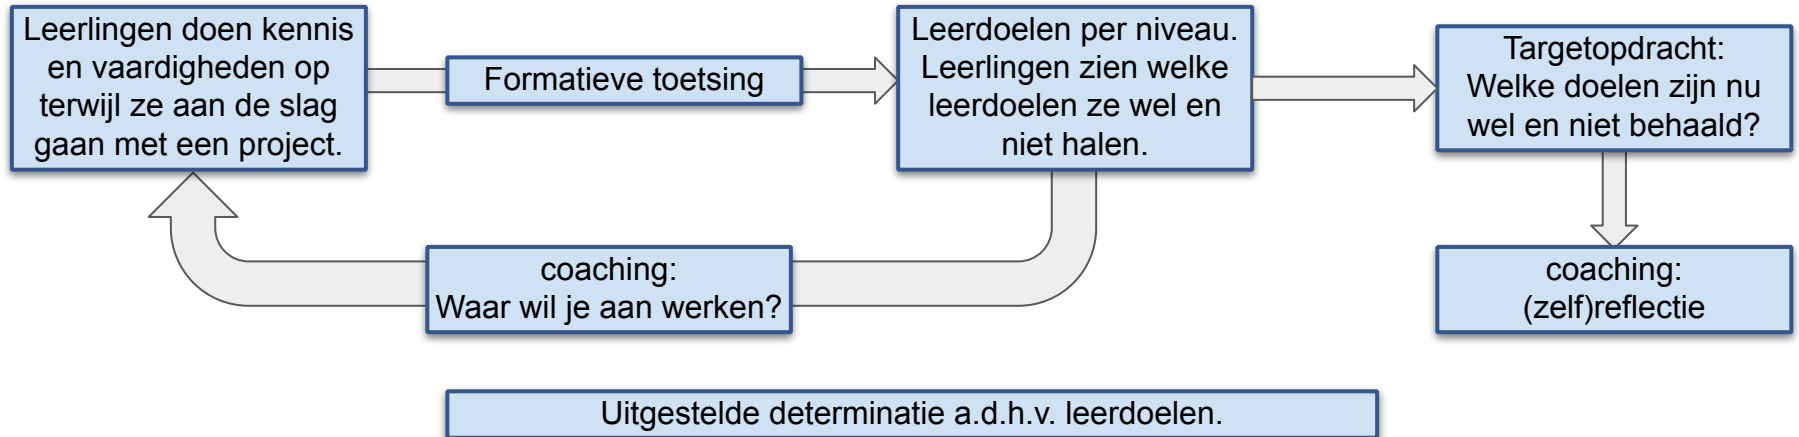 Leerlingen doen kennis
en vaardigheden op
terwijl ze aan de slag
gaan met een project.
Formatieve toetsing
Leerdoelen per niveau.
Leerlingen zien welke
leerdoelen ze wel en
niet halen.
Targetopdracht:
Welke doelen zijn nu
wel en niet behaald?
coaching:
Waar wil je aan werken?
coaching:
(zelf)reflectie
Uitgestelde determinatie a.d.h.v. leerdoelen.